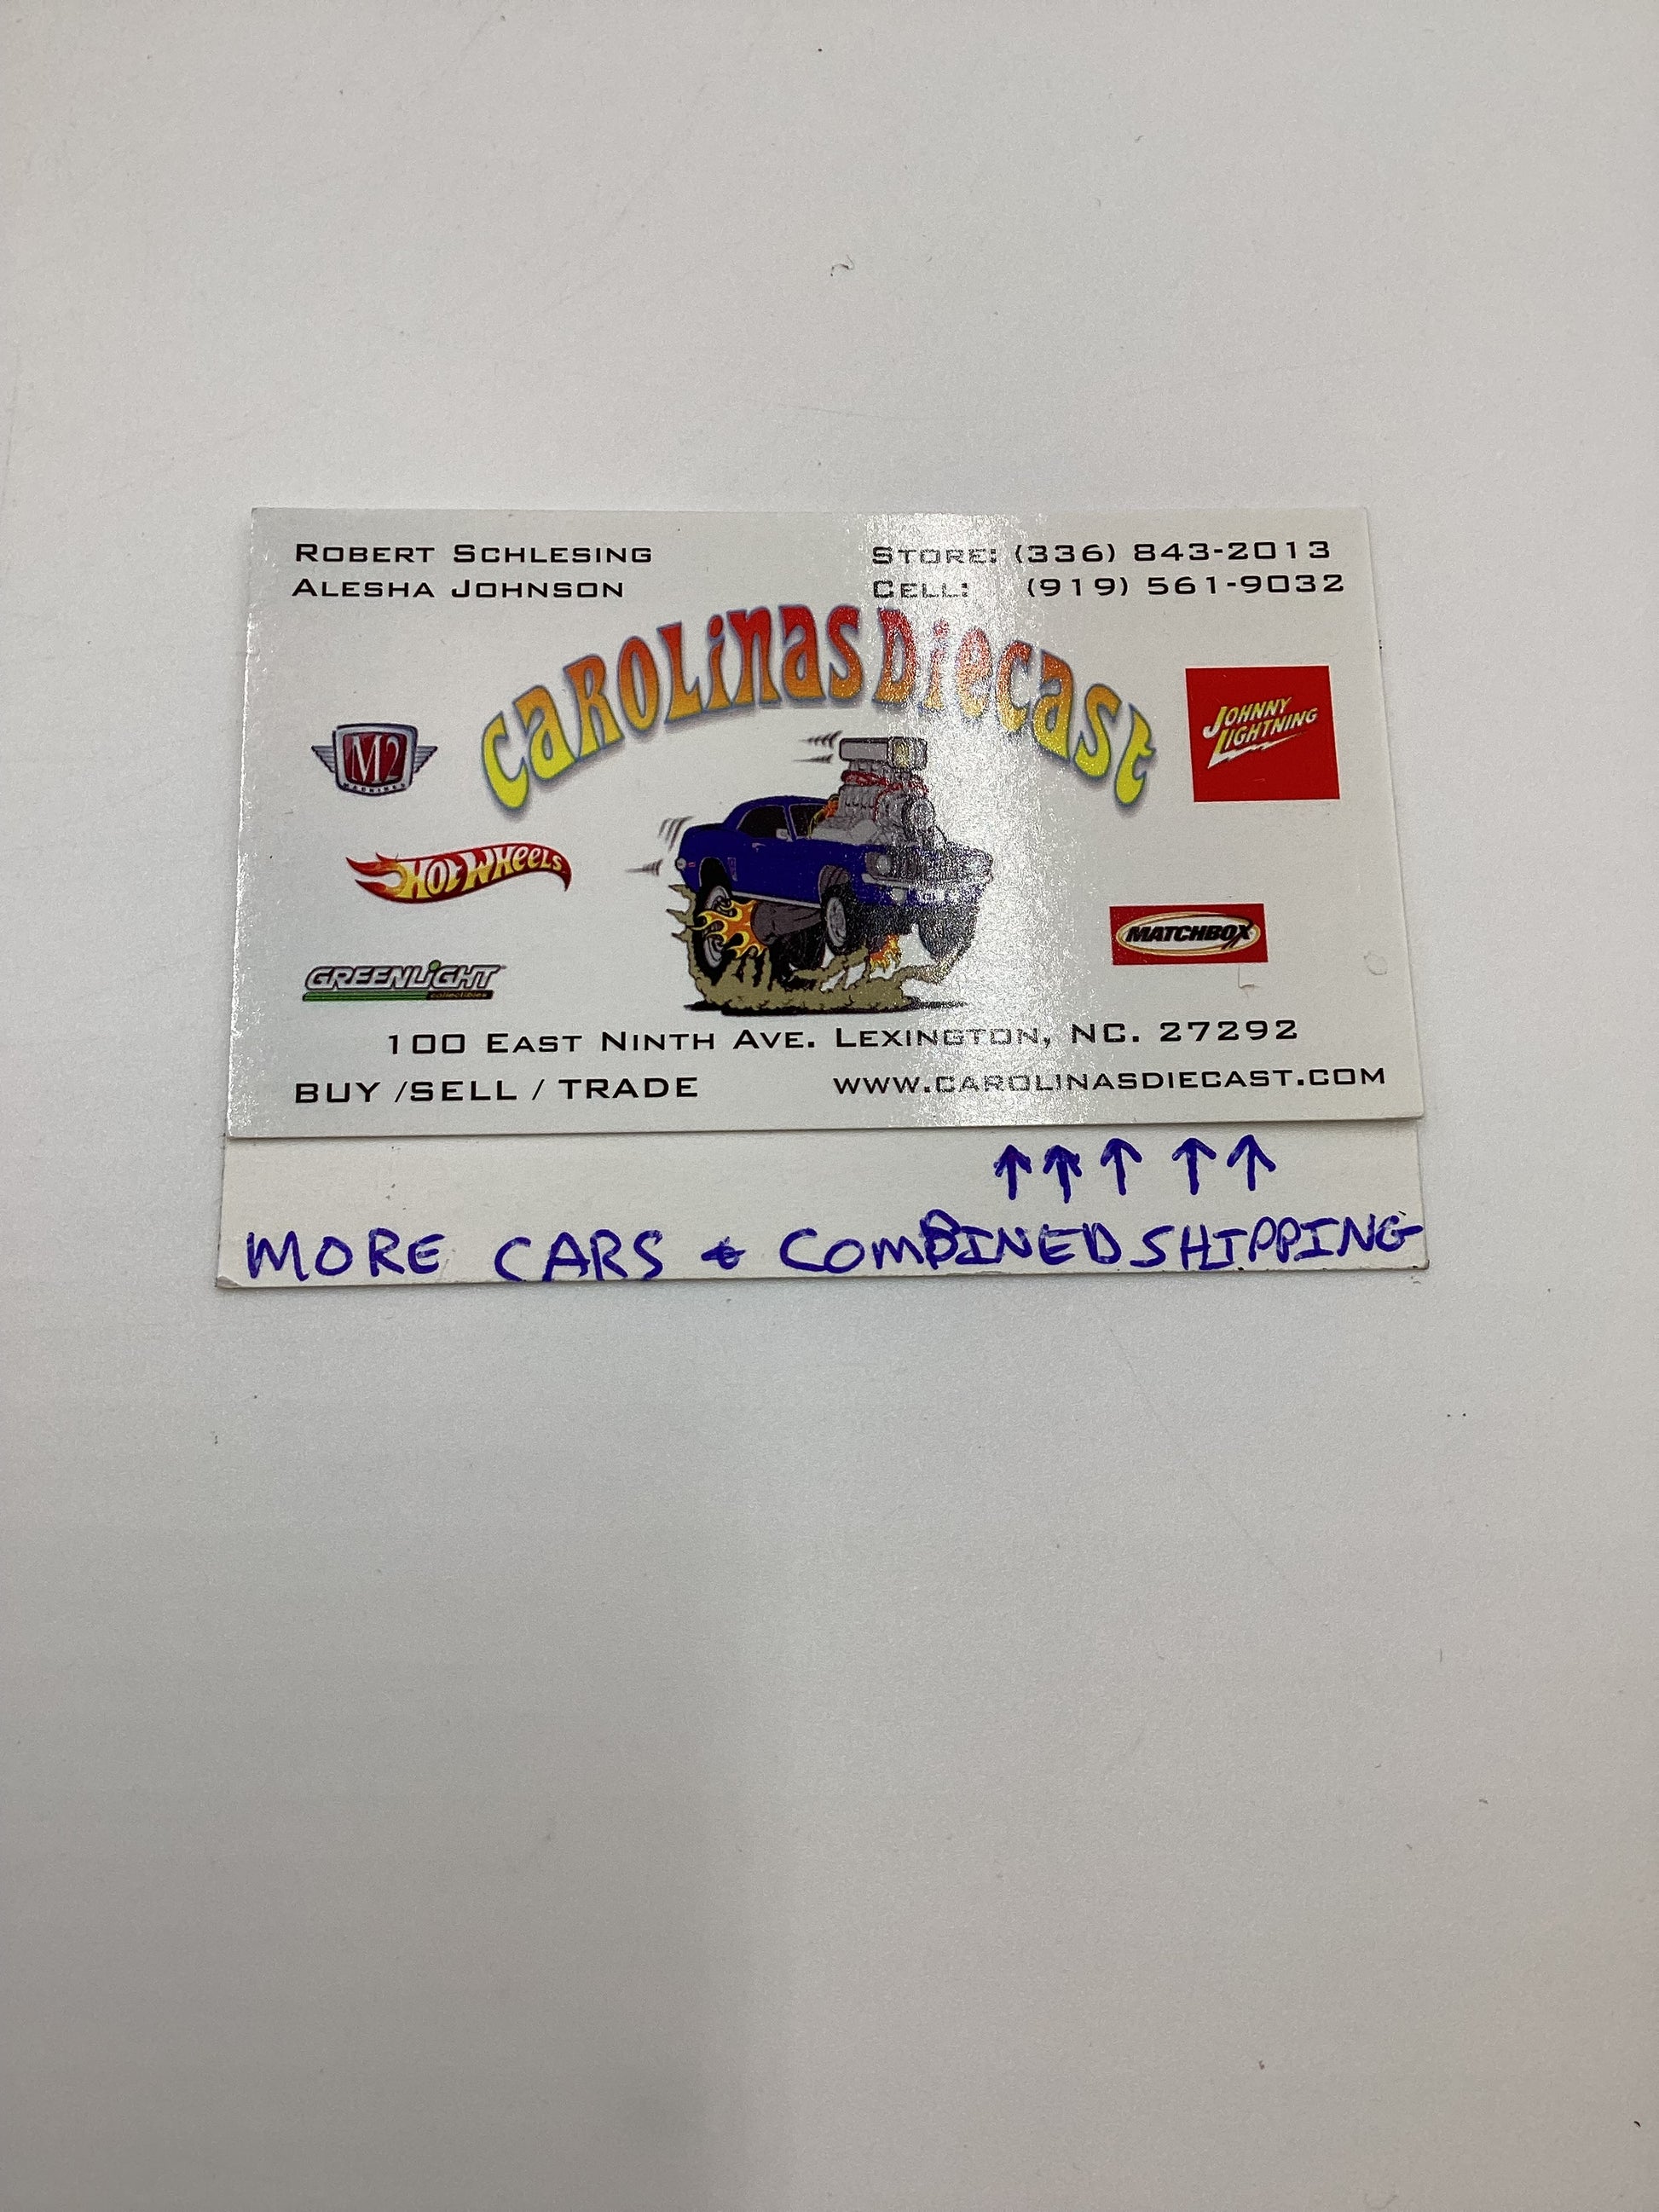 ROBERT SCHLESING
ALESHA JOHNSON
STORE: (336) 843-2013
CELL: (919) 561-9032
CAROLINAS DIECAST
M2
MACHINES
JOHNNY
LIGHTNING
HOT WHEELS
MATCHBOX
GREENLIGHT
collectibles
100 EAST NINTH AVE. LEXINGTON, NC. 27292
BUY /SELL / TRADE
WWW.CAROLINASDIECAST.COM
↑↑↑↑↑
MORE CARS & COMBINED SHIPPING